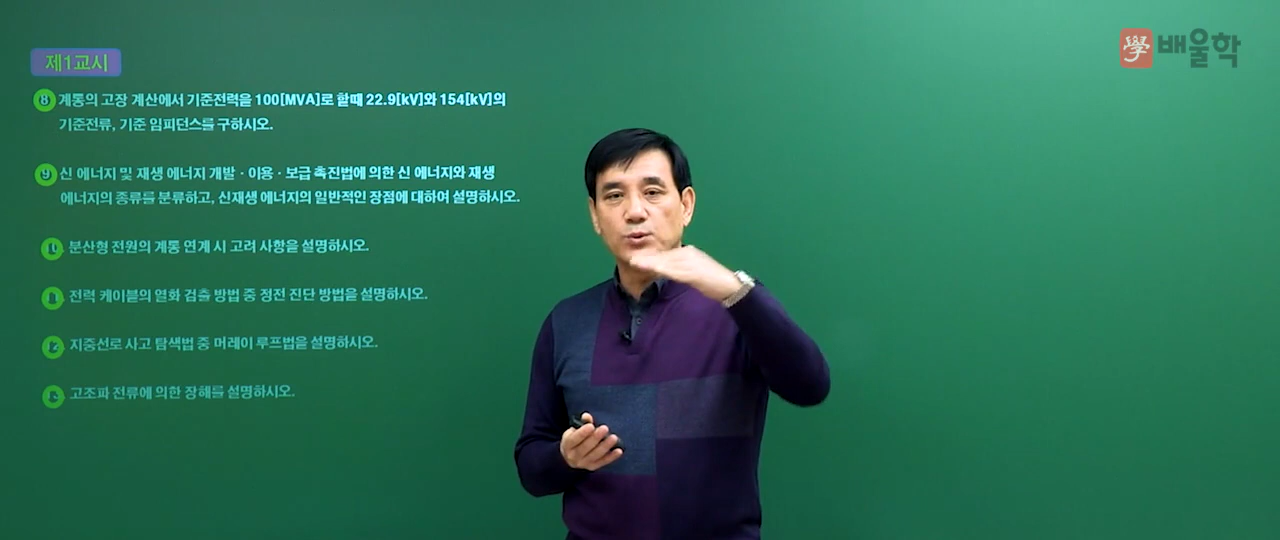 學 배울학
제1교시
8 계통의 고장 계산에서 기준전력을 100[MVA]로 할때 22.9[kV]와 154[kV]의
기준전류, 기준 임피던스를 구하시오.
9 신 에너지 및 재생 에너지 개발 · 이용 · 보급 촉진법에 의한 신 에너지와 재생
에너지의 종류를 분류하고, 신재생 에너지의 일반적인 장점에 대하여 설명하시오.
분산형 전원의 계통 연계 시 고려 사항을 설명하시오.
전력 케이블의 열화 검출 방법 중 정전 진단 방법을 설명하시오.
지중선로 사고 탐색법 중 머레이 루프법을 설명하시오.
고조파 전류에 의한 장해를 설명하시오.